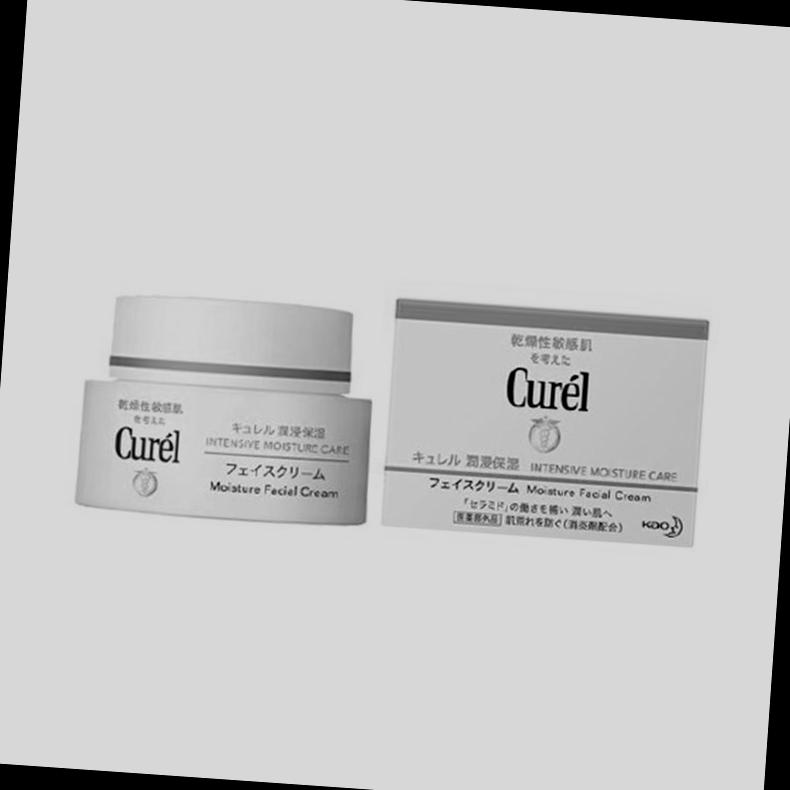 乾燥性敏感肌
を考えた
Curél
キュレル 潤浸保湿
INTENSIVE MOISTURE CARE
フェイスクリーム
Moisture Facial Cream
乾燥性敏感肌
を考えた
Curél
キュレル 潤浸保湿 INTENSIVE MOISTURE CARE
フェイスクリーム Moisture Facial Cream
「セラミド」の働きを補い 潤い肌へ
医薬部外品 肌荒れを防ぐ(消炎剤配合)
KAO